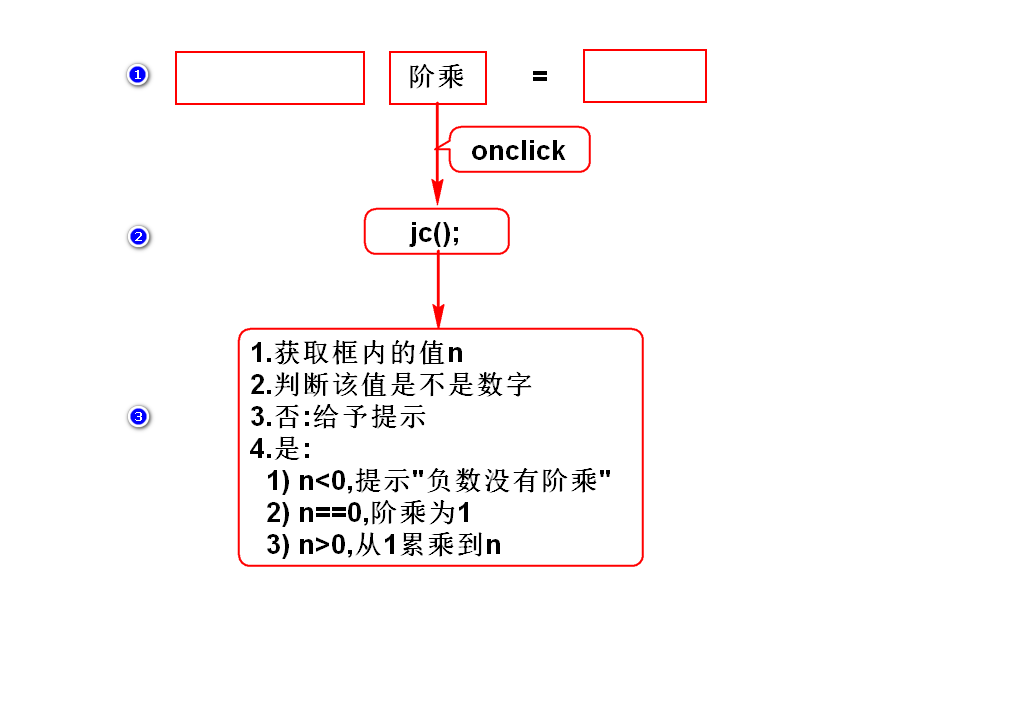 1 阶乘 =
onclick
2 jc();
1.获取框内的值n
2.判断该值是不是数字
3 3.否:给予提示
4.是:
1) n<0,提示"负数没有阶乘"
2) n==0,阶乘为1
3) n>0,从1累乘到n